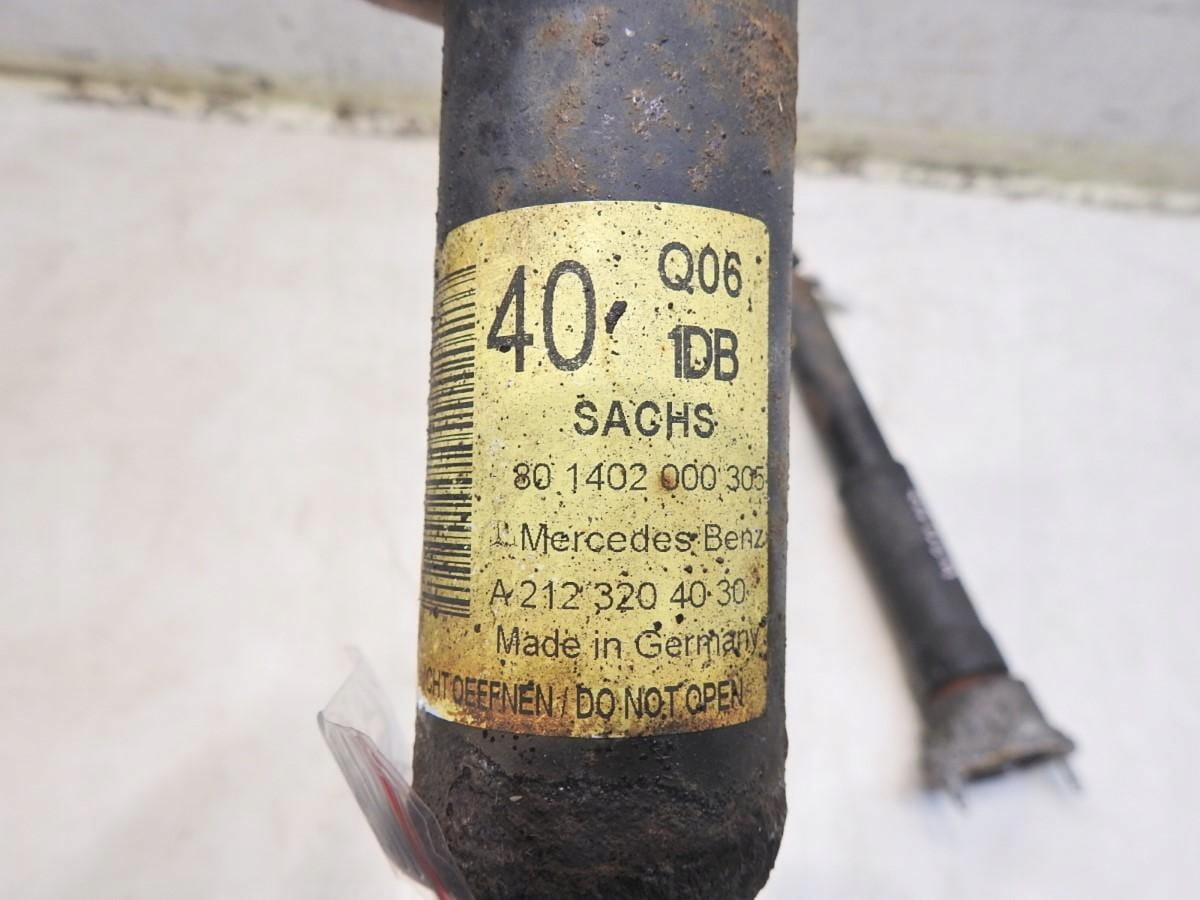 40
Q06
1DB
SACHS
80 1402 000 305
Mercedes Benz
A 212 320 40 30
Made in Germany
CHT OEFFNEN / DO NOT OPEN